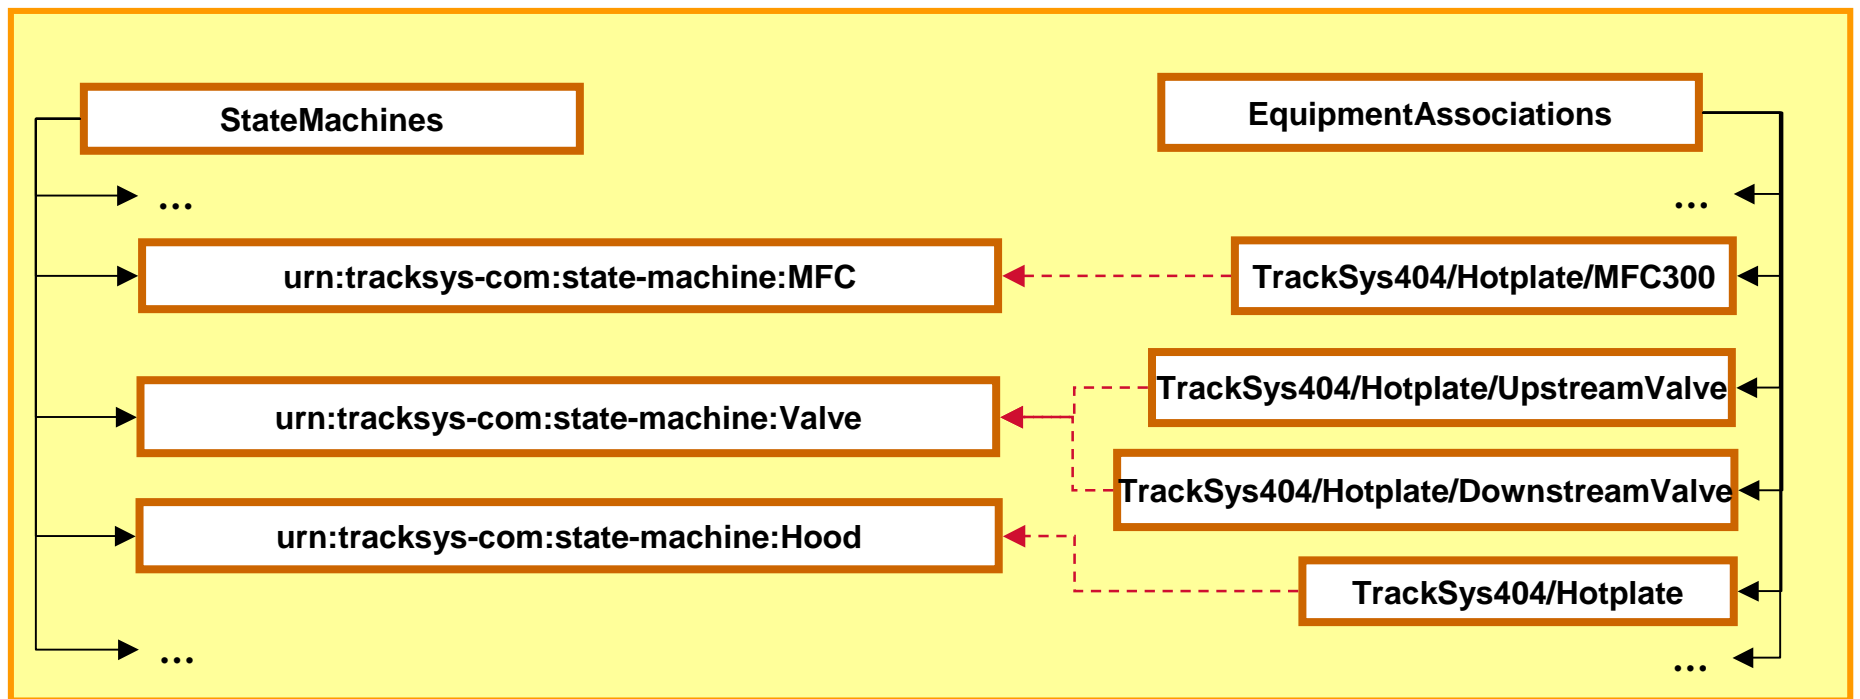 StateMachines
EquipmentAssociations
...
...
urn:tracksys-com:state-machine:MFC
TrackSys404/Hotplate/MFC300
TrackSys404/Hotplate/UpstreamValve
urn:tracksys-com:state-machine:Valve
TrackSys404/Hotplate/DownstreamValve
urn:tracksys-com:state-machine:Hood
TrackSys404/Hotplate
...
...